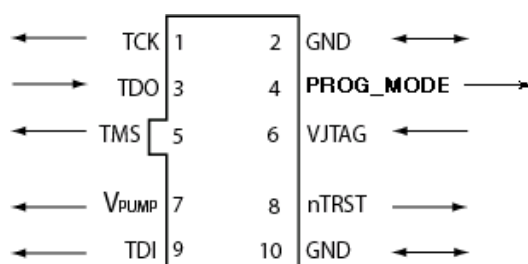 TCK 1 2 GND
TDO 3 4 PROG_MODE
TMS 5 6 VJTAG
VPUMP 7 8 nTRST
TDI 9 10 GND